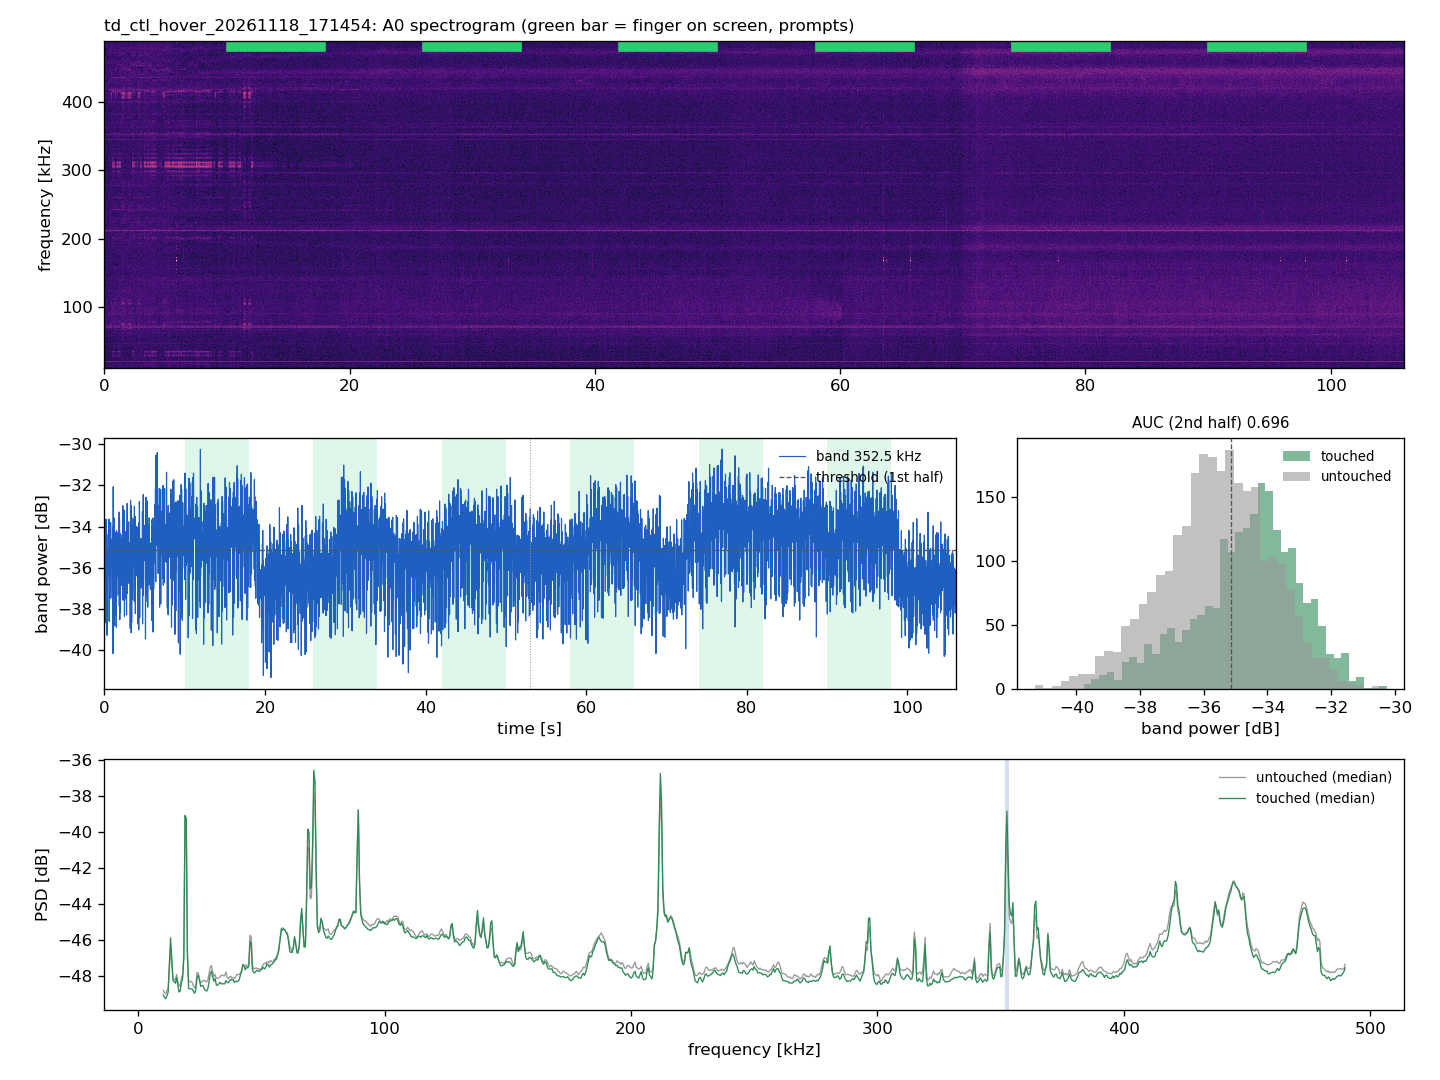 td_ctl_hover_20261118_171454: A0 spectrogram (green bar = finger on screen, prompts)
frequency [kHz]
400
300
200
100
0 20 40 60 80 100
band power [dB]
−30
−32
−34
−36
−38
−40
band 352.5 kHz
threshold (1st half)
0 20 40 60 80 100
time [s]
AUC (2nd half) 0.696
touched
untouched
150
100
50
0
−40 −38 −36 −34 −32 −30
band power [dB]
PSD [dB]
−36
−38
−40
−42
−44
−46
−48
untouched (median)
touched (median)
0 100 200 300 400 500
frequency [kHz]